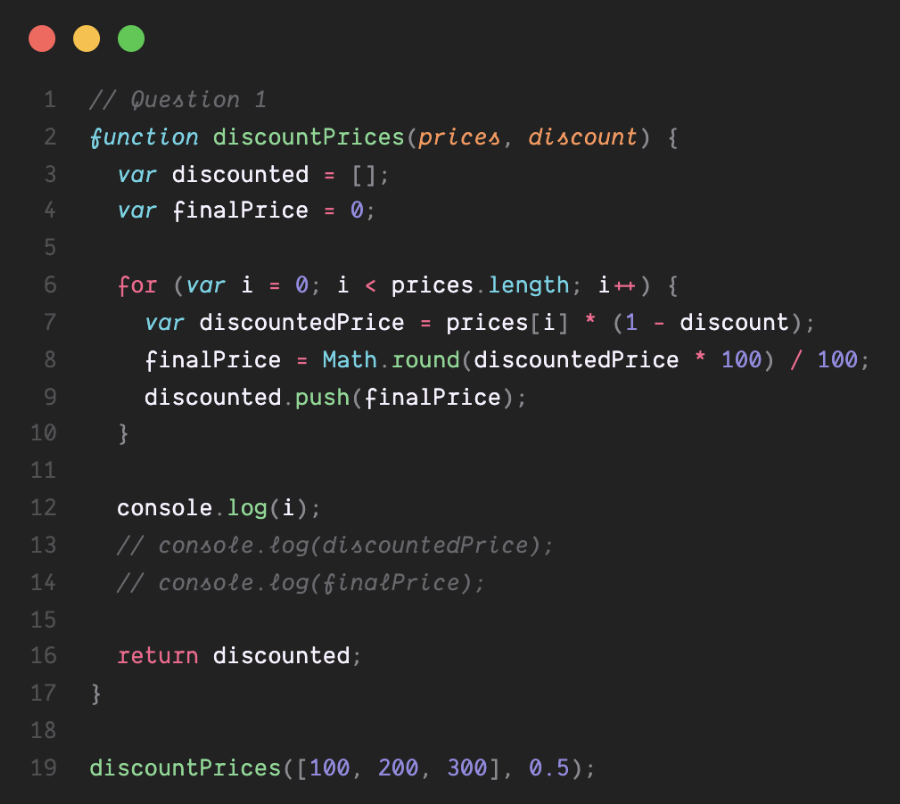 1 // Question 1
2 function discountPrices(prices, discount) {
3   var discounted = [];
4   var finalPrice = 0;
5
6   for (var i = 0; i < prices.length; i++) {
7     var discountedPrice = prices[i] * (1 - discount);
8     finalPrice = Math.round(discountedPrice * 100) / 100;
9     discounted.push(finalPrice);
10   }
11
12   console.log(i);
13   // console.log(discountedPrice);
14   // console.log(finalPrice);
15
16   return discounted;
17 }
18
19 discountPrices([100, 200, 300], 0.5);